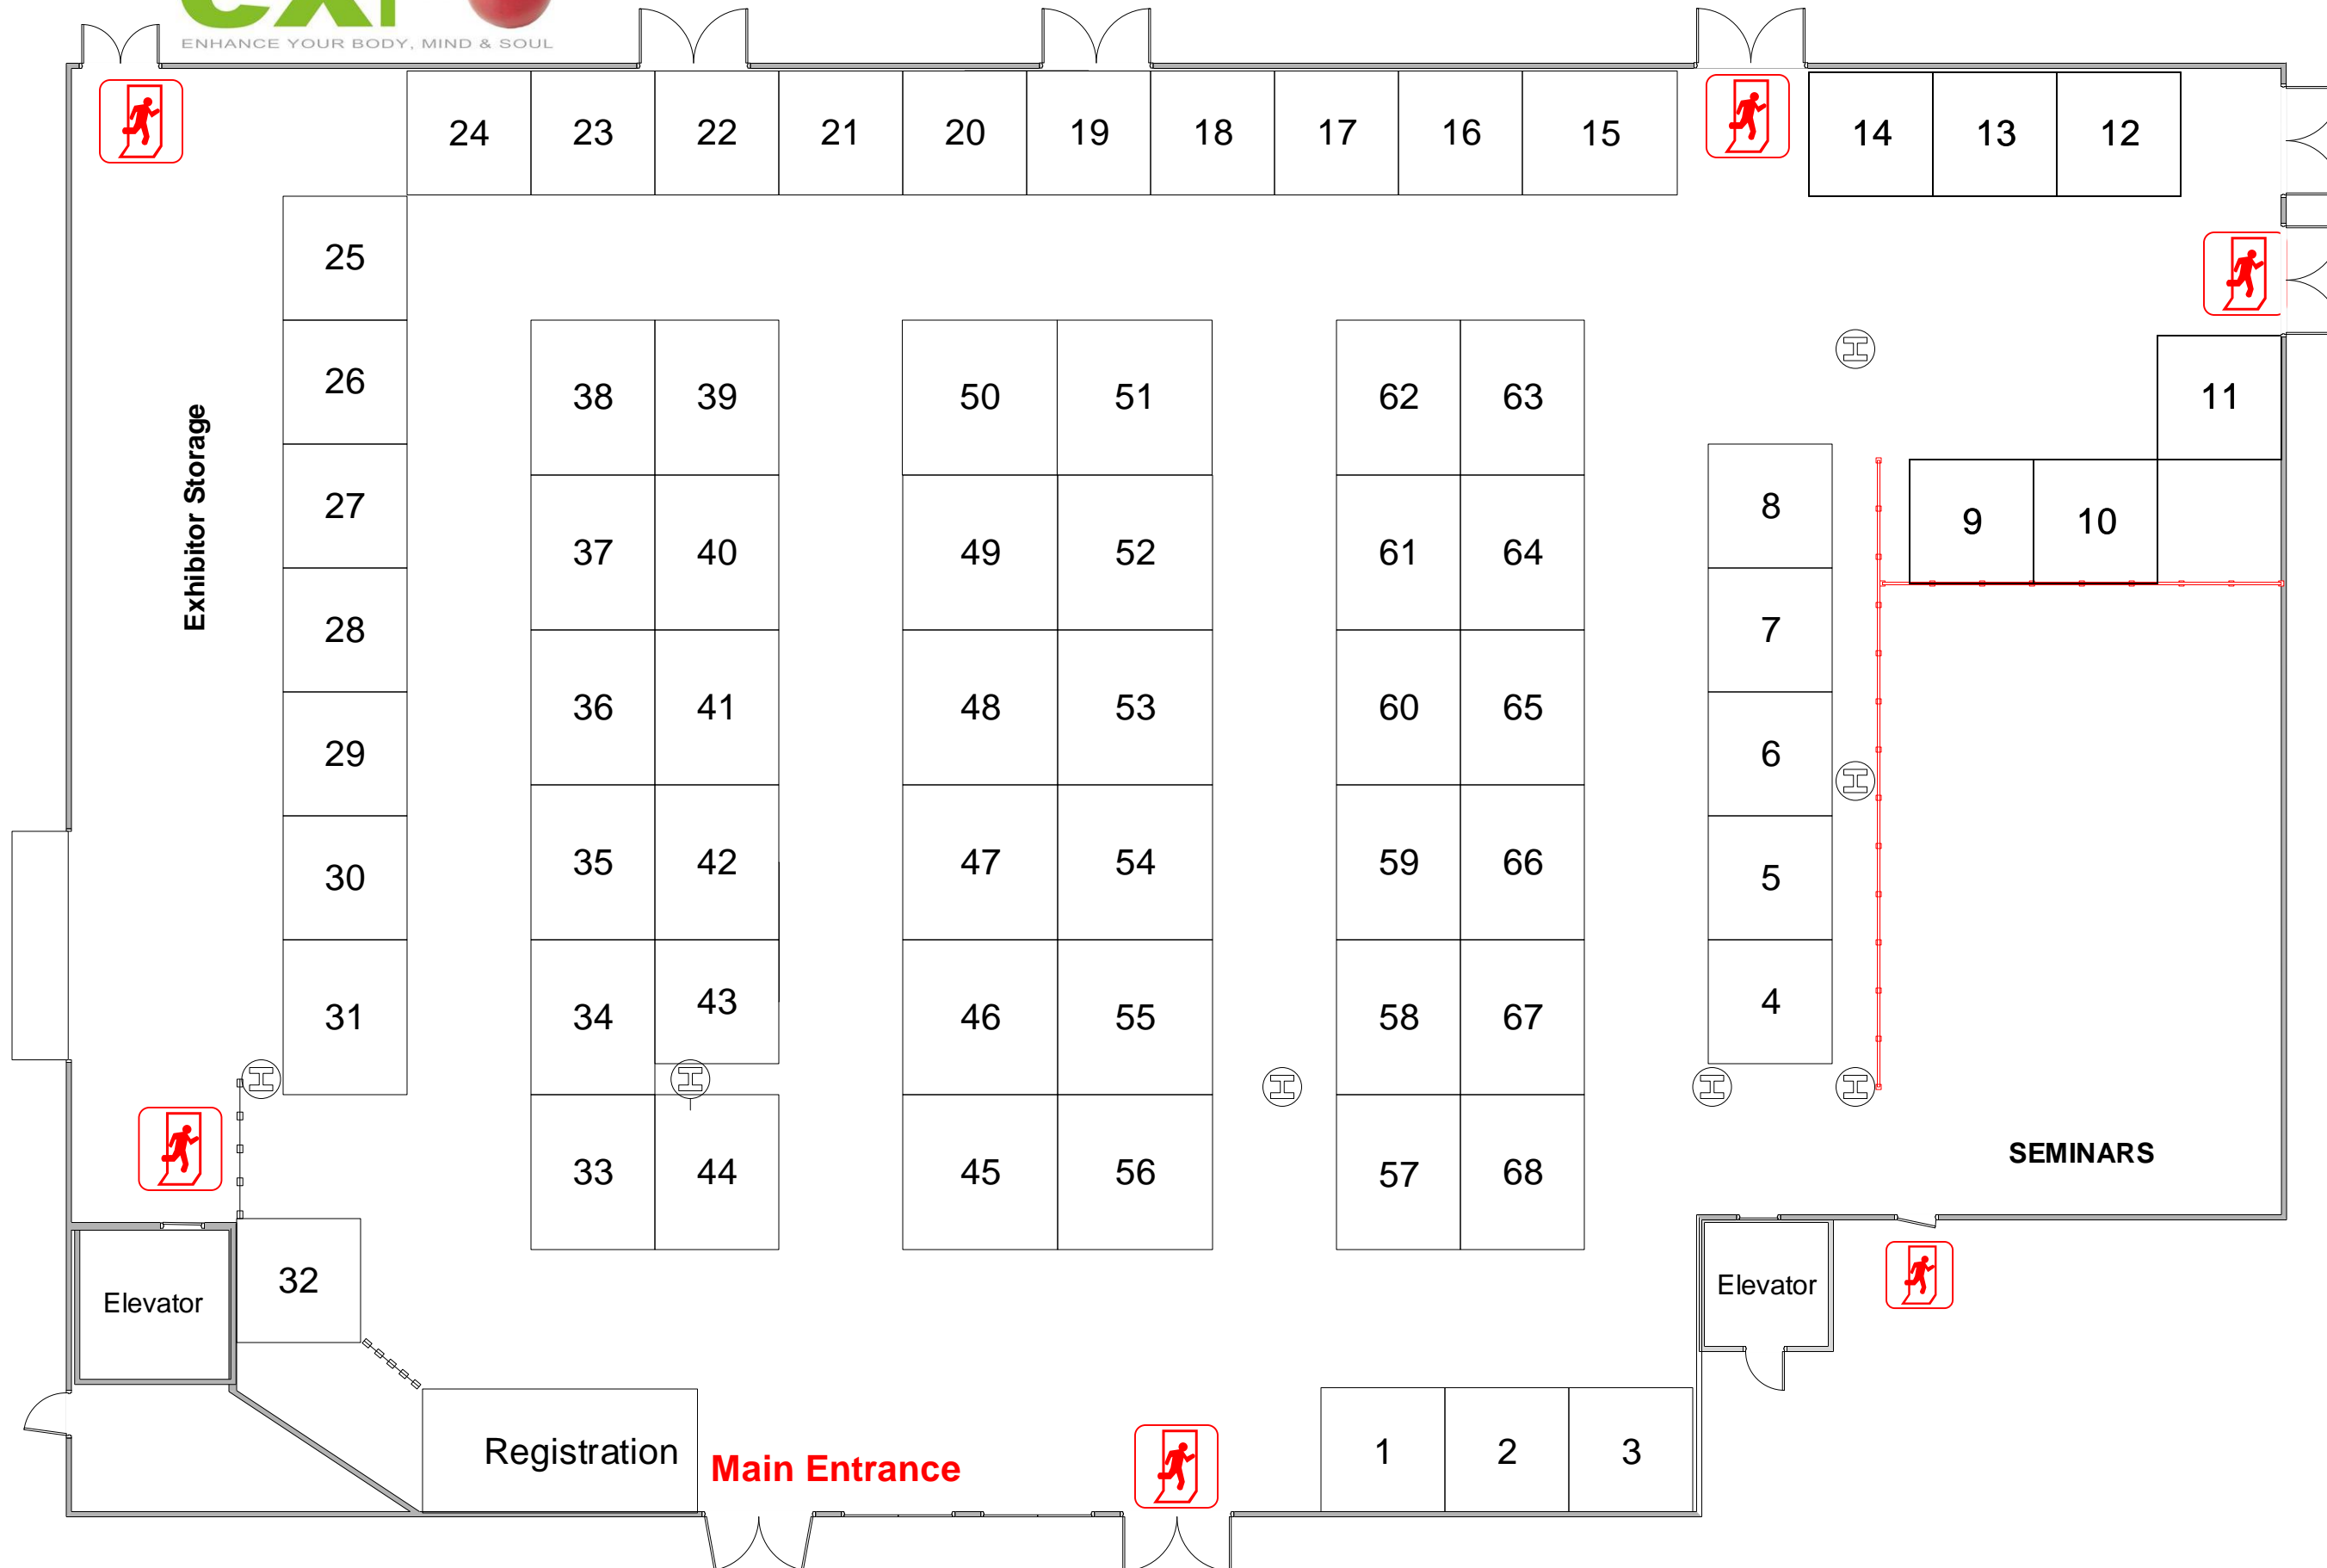 ENHANCE YOUR BODY, MIND & SOUL
24 23 22 21 20 19 18 17 16 15 14 13 12
25
26 38 39 50 51 62 63 11
Exhibitor Storage
27 8 9 10
37 40 49 52 61 64
28 7
36 41 48 53 60 65
29 6
35 42 47 54 59 66
30 5
43 4
31 34 46 55 58 67
SEMINARS
33 44 45 56 57 68
32
Elevator
Elevator
Registration
1 2 3
Main Entrance